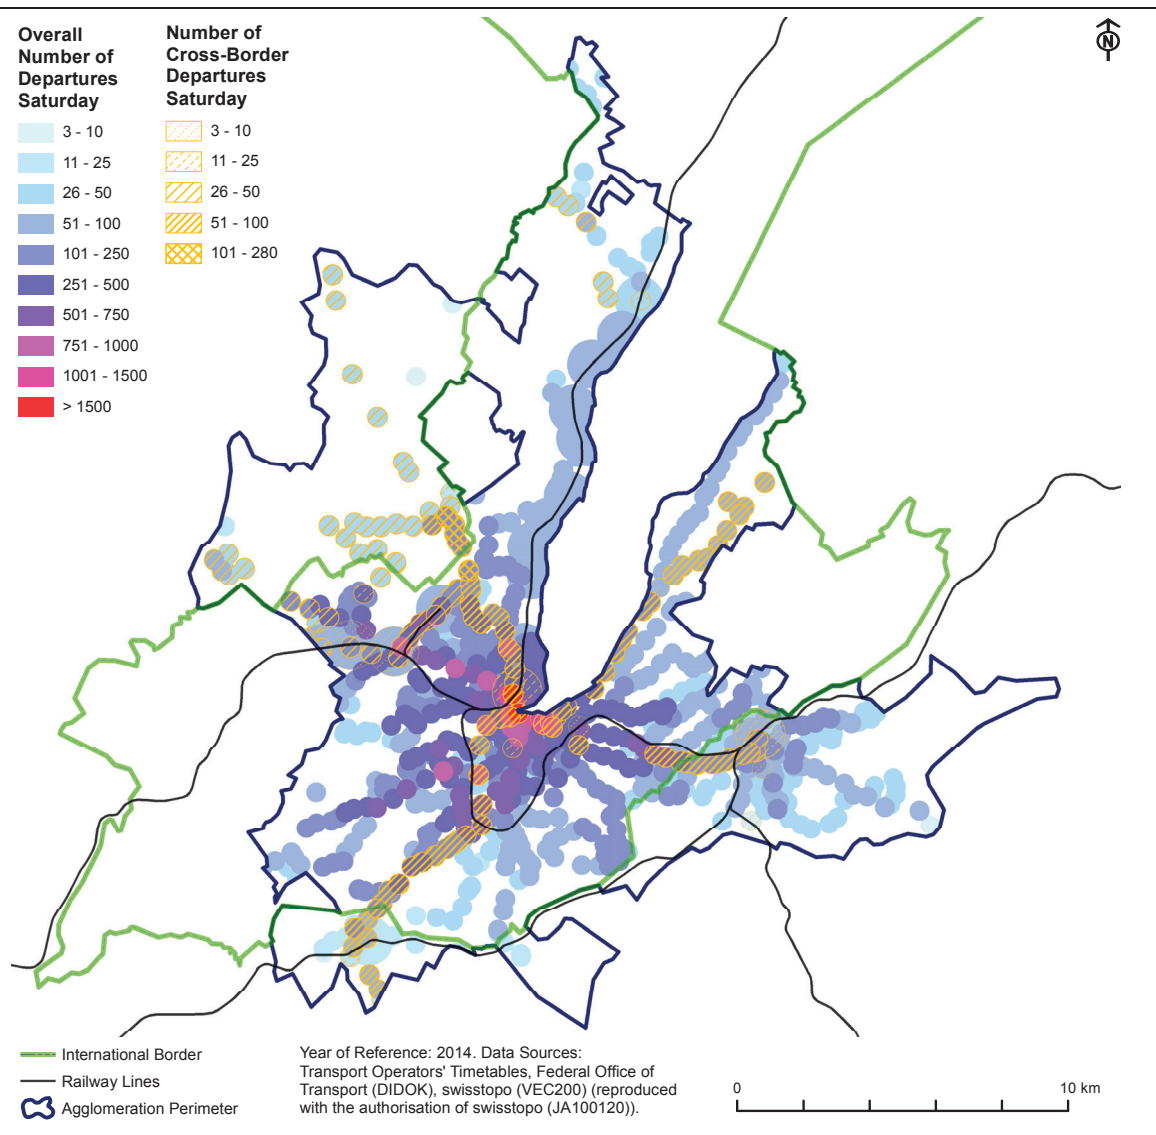 Overall
Number of
Departures
Saturday
3 - 10
11 - 25
26 - 50
51 - 100
101 - 250
251 - 500
501 - 750
751 - 1000
1001 - 1500
> 1500
Number of
Cross-Border
Departures
Saturday
3 - 10
11 - 25
26 - 50
51 - 100
101 - 280
N
International Border
Railway Lines
Agglomeration Perimeter
Year of Reference: 2014. Data Sources:
Transport Operators' Timetables, Federal Office of
Transport (DIDOK), swisstopo (VEC200) (reproduced
with the authorisation of swisstopo (JA100120)).
0 10 km